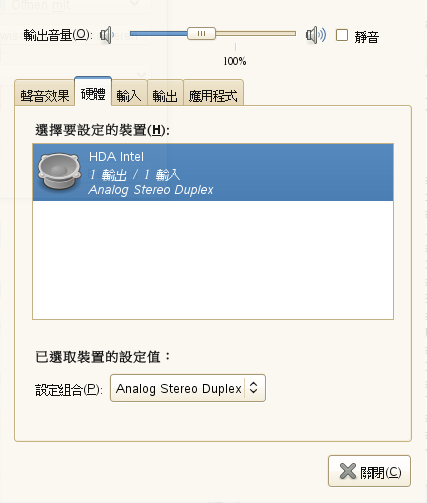 輸出音量(O):
靜音
100%
聲音效果 硬體 輸入 輸出 應用程式
選擇要設定的裝置(H):
HDA Intel
1 輸出 / 1 輸入
Analog Stereo Duplex
已選取裝置的設定值：
設定組合(P): Analog Stereo Duplex
關閉(C)